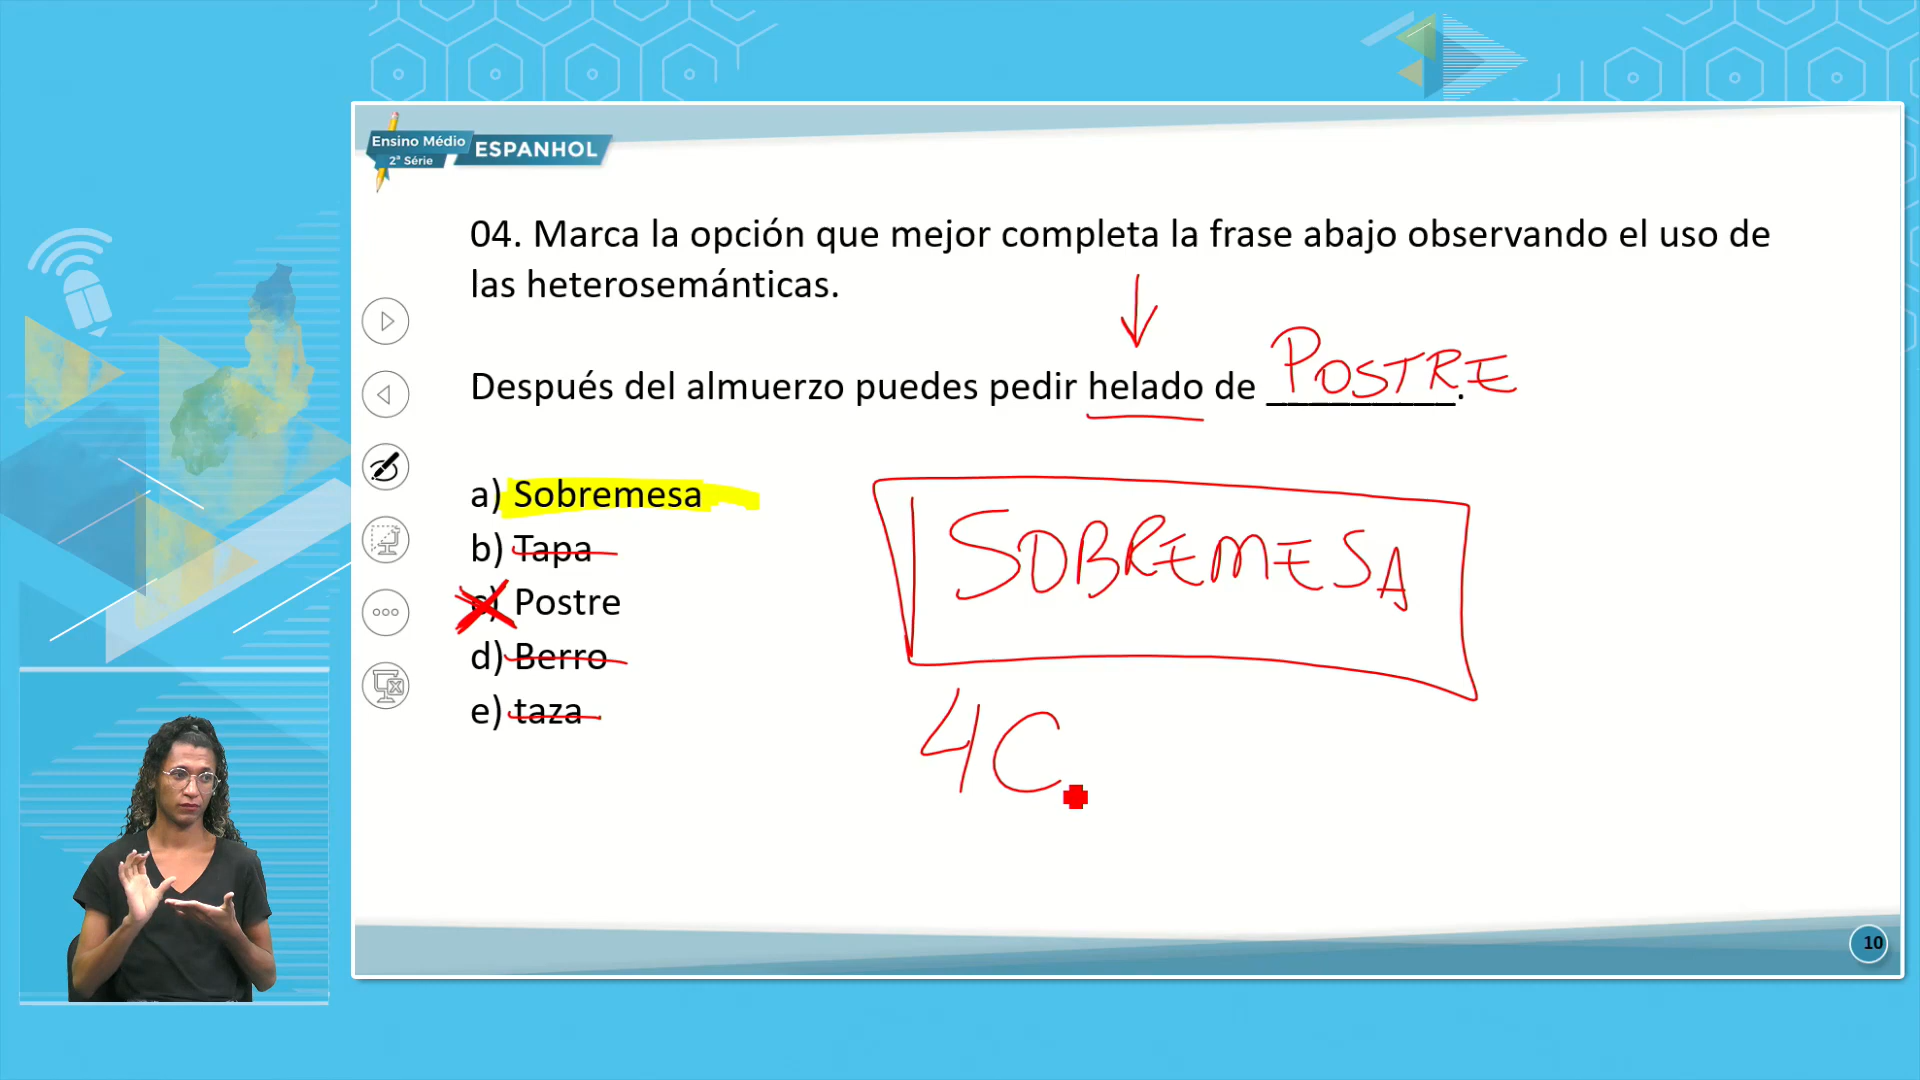 Ensino Médio
2ª Série
ESPANHOL
04. Marca la opción que mejor completa la frase abajo observando el uso de
las heterosemánticas.
Después del almuerzo puedes pedir helado de POSTRE.
a) Sobremesa
b) Tapa
c) Postre
d) Berro
e) taza
SOBREMESA
4C
10